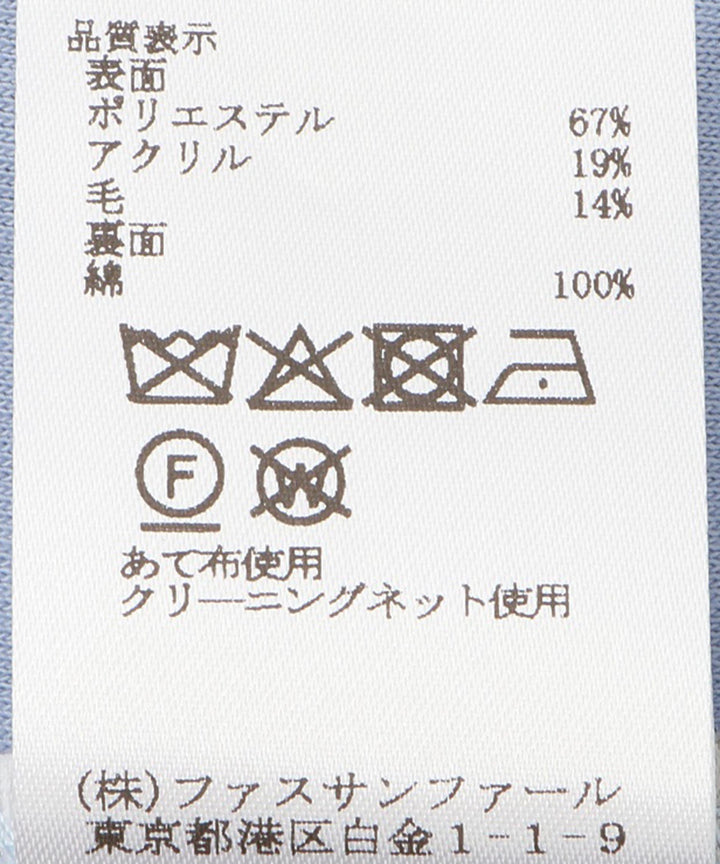 品質表示
表面
ポリエステル 67%
アクリル 19%
毛 14%
裏面
綿 100%
F W
あて布使用
クリーニングネット使用
(株)ファスサンファール
東京都港区白金1-1-9